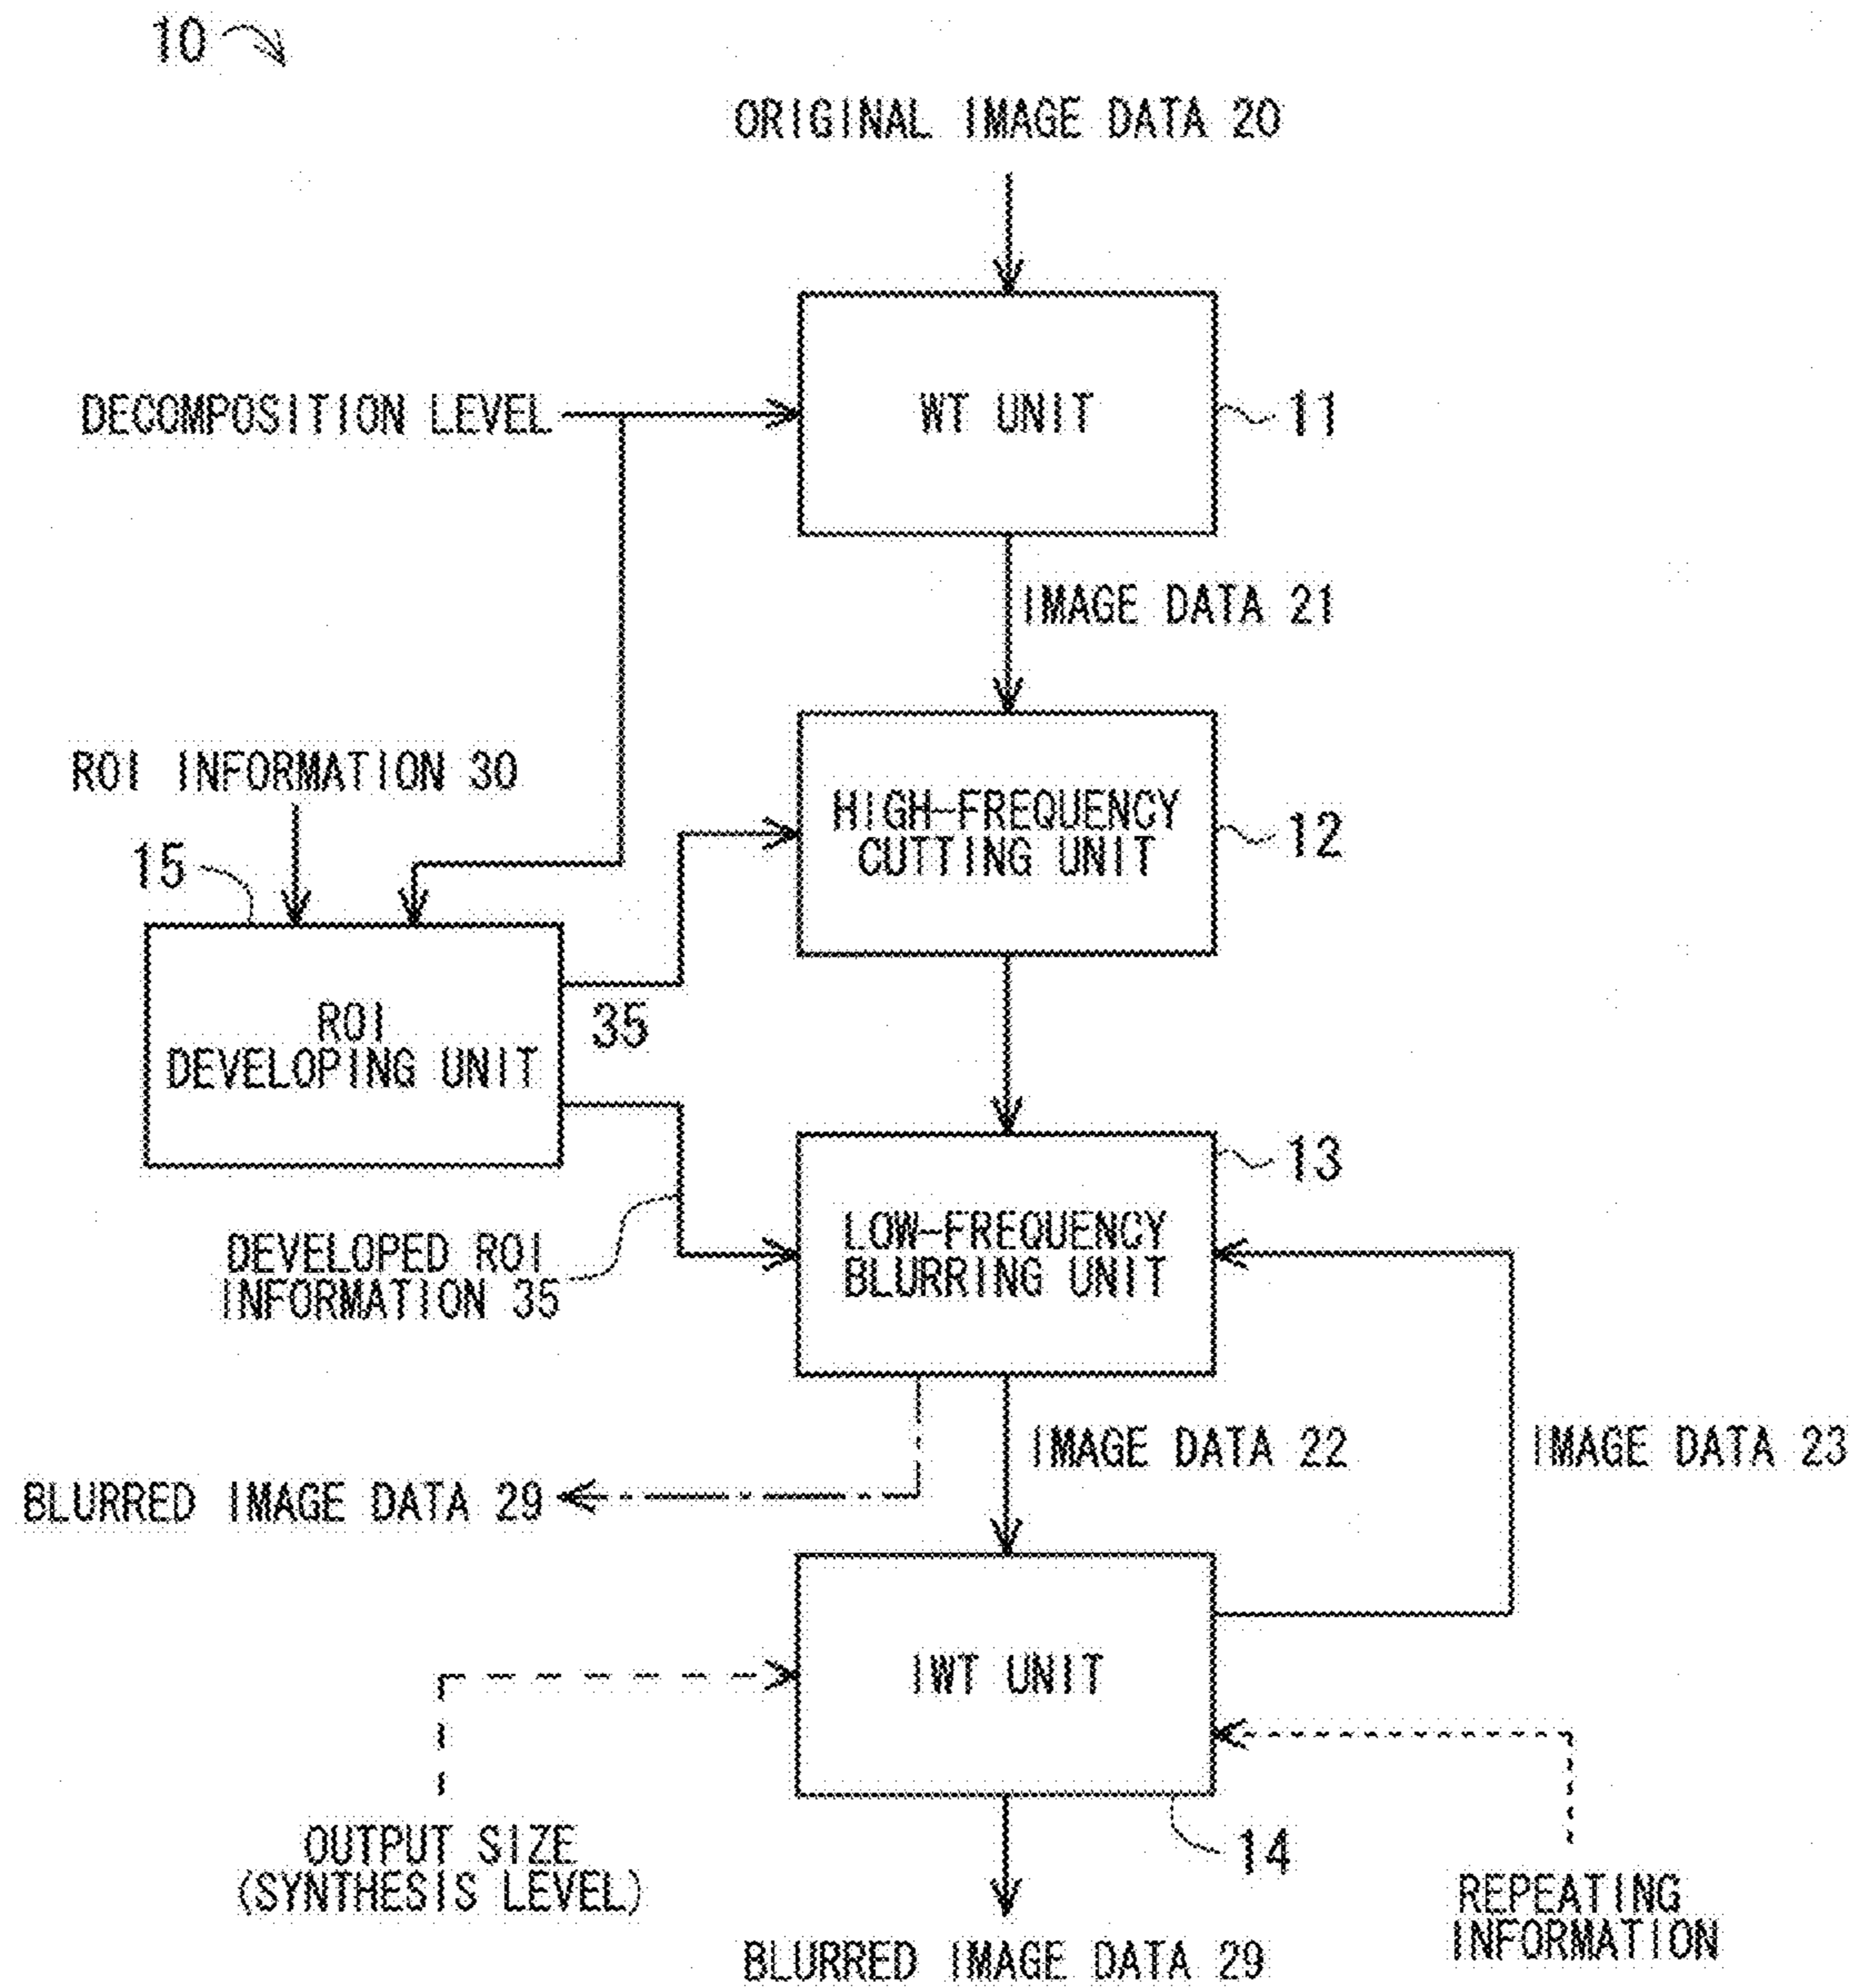 10
ORIGINAL IMAGE DATA 20
DECOMPOSITION LEVEL
WT UNIT
11
IMAGE DATA 21
ROI INFORMATION 30
HIGH-FREQUENCY
CUTTING UNIT
12
15
ROI
DEVELOPING UNIT
35
13
DEVELOPED ROI
INFORMATION 35
LOW-FREQUENCY
BLURRING UNIT
IMAGE DATA 22
IMAGE DATA 23
BLURRED IMAGE DATA 29
IWT UNIT
OUTPUT SIZE
(SYNTHESIS LEVEL)
14
REPEATING
INFORMATION
BLURRED IMAGE DATA 29